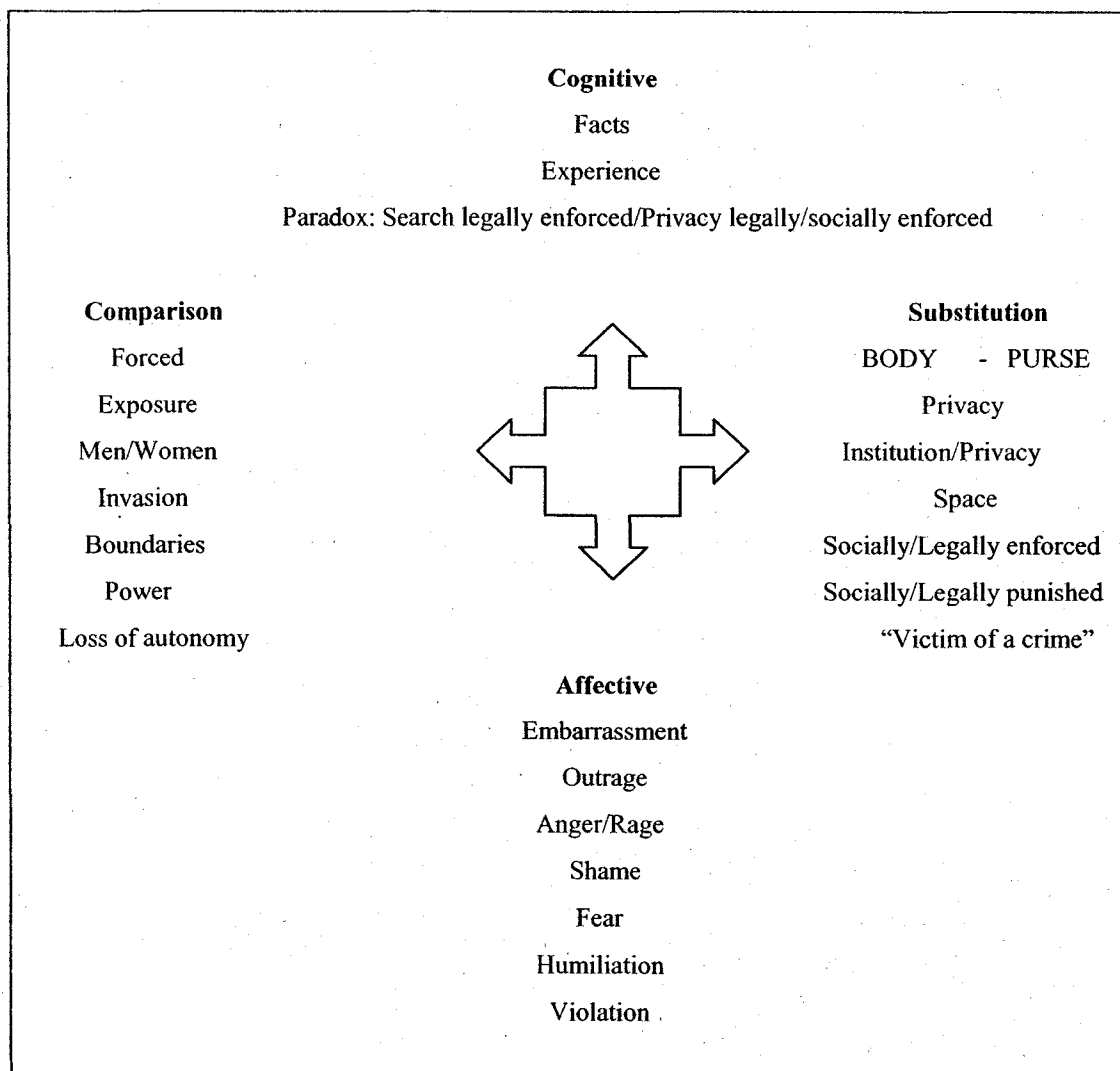 Cognitive
Facts
Experience
Paradox: Search legally enforced/Privacy legally/socially enforced
Comparison
Forced
Exposure
Men/Women
Invasion
Boundaries
Power
Loss of autonomy
Substitution
BODY - PURSE
Privacy
Institution/Privacy
Space
Socially/Legally enforced
Socially/Legally punished
“Victim of a crime”
Affective
Embarrassment
Outrage
Anger/Rage
Shame
Fear
Humiliation
Violation